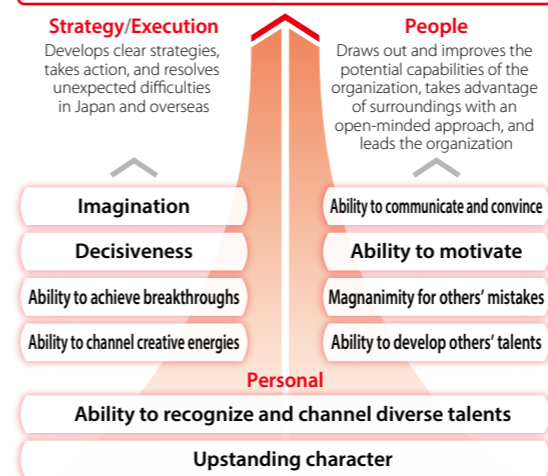 Strategy/Execution
Develops clear strategies,
takes action, and resolves
unexpected difficulties
in Japan and overseas
People
Draws out and improves the
potential capabilities of the
organization, takes advantage
of surroundings with an
open-minded approach, and
leads the organization
Imagination
Decisiveness
Ability to achieve breakthroughs
Ability to channel creative energies
Ability to communicate and convince
Ability to motivate
Magnanimity for others’ mistakes
Ability to develop others’ talents
Personal
Ability to recognize and channel diverse talents
Upstanding character